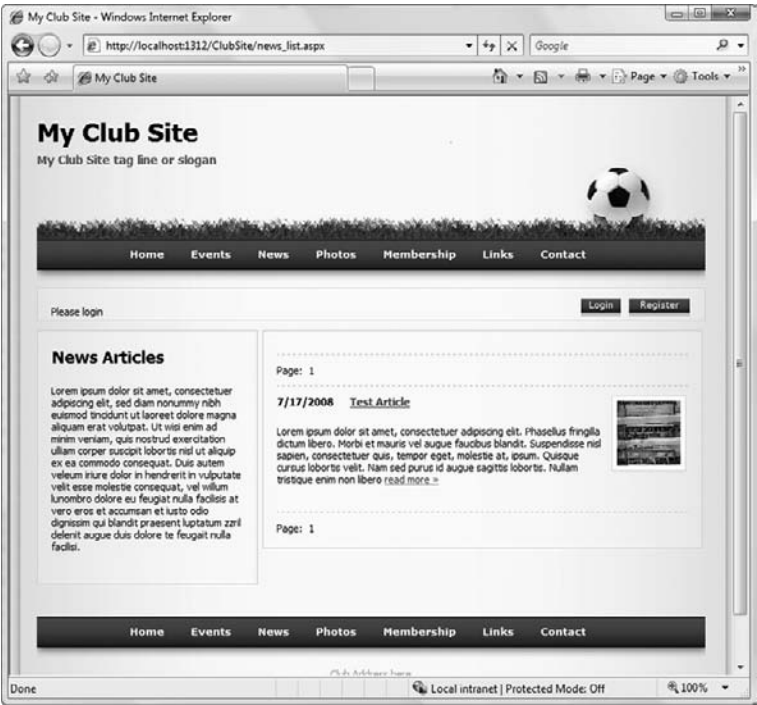 My Club Site - Windows Internet Explorer
http://localhost:1312/ClubSite/news_list.aspx
Google
My Club Site
Page
Tools
My Club Site
My Club Site tag line or slogan
Home Events News Photos Membership Links Contact
Please login
Login Register
News Articles
Lorem ipsum dolor sit amet, consectetuer
adipiscing elit, sed diam nonummy nibh
euismod tincidunt ut laoreet dolore magna
aliquam erat volutpat. Ut wisi enim ad
minim veniam, quis nostrud exercitation
ulliam corper suscipit lobortis nisl ut aliquip
ex ea commodo consequat. Duis autem
veleum iriure dolor in hendrerit in vulputate
velit esse molestie consequat, vel willum
lunombro dolore eu feugiat nulla facilisis at
vero eros et accumsan et iusto odio
dignissim qui blandit praesent luptatum zzril
delenit augue duis dolore te feugait nulla
facilisi.
Page: 1
7/17/2008 Test Article
Lorem ipsum dolor sit amet, consectetuer adipiscing elit. Phasellus fringilla
dictum libero. Morbi et mauris vel augue faucibus blandit. Suspendisse nisl
sapien, consectetuer quis, tempor eget, molestie at, ipsum. Quisque
cursus lobortis velit. Nam sed purus id augue sagittis lobortis. Nullam
tristique enim non libero read more »
Page: 1
Home Events News Photos Membership Links Contact
Club Address here
Done
Local intranet | Protected Mode: Off
100%